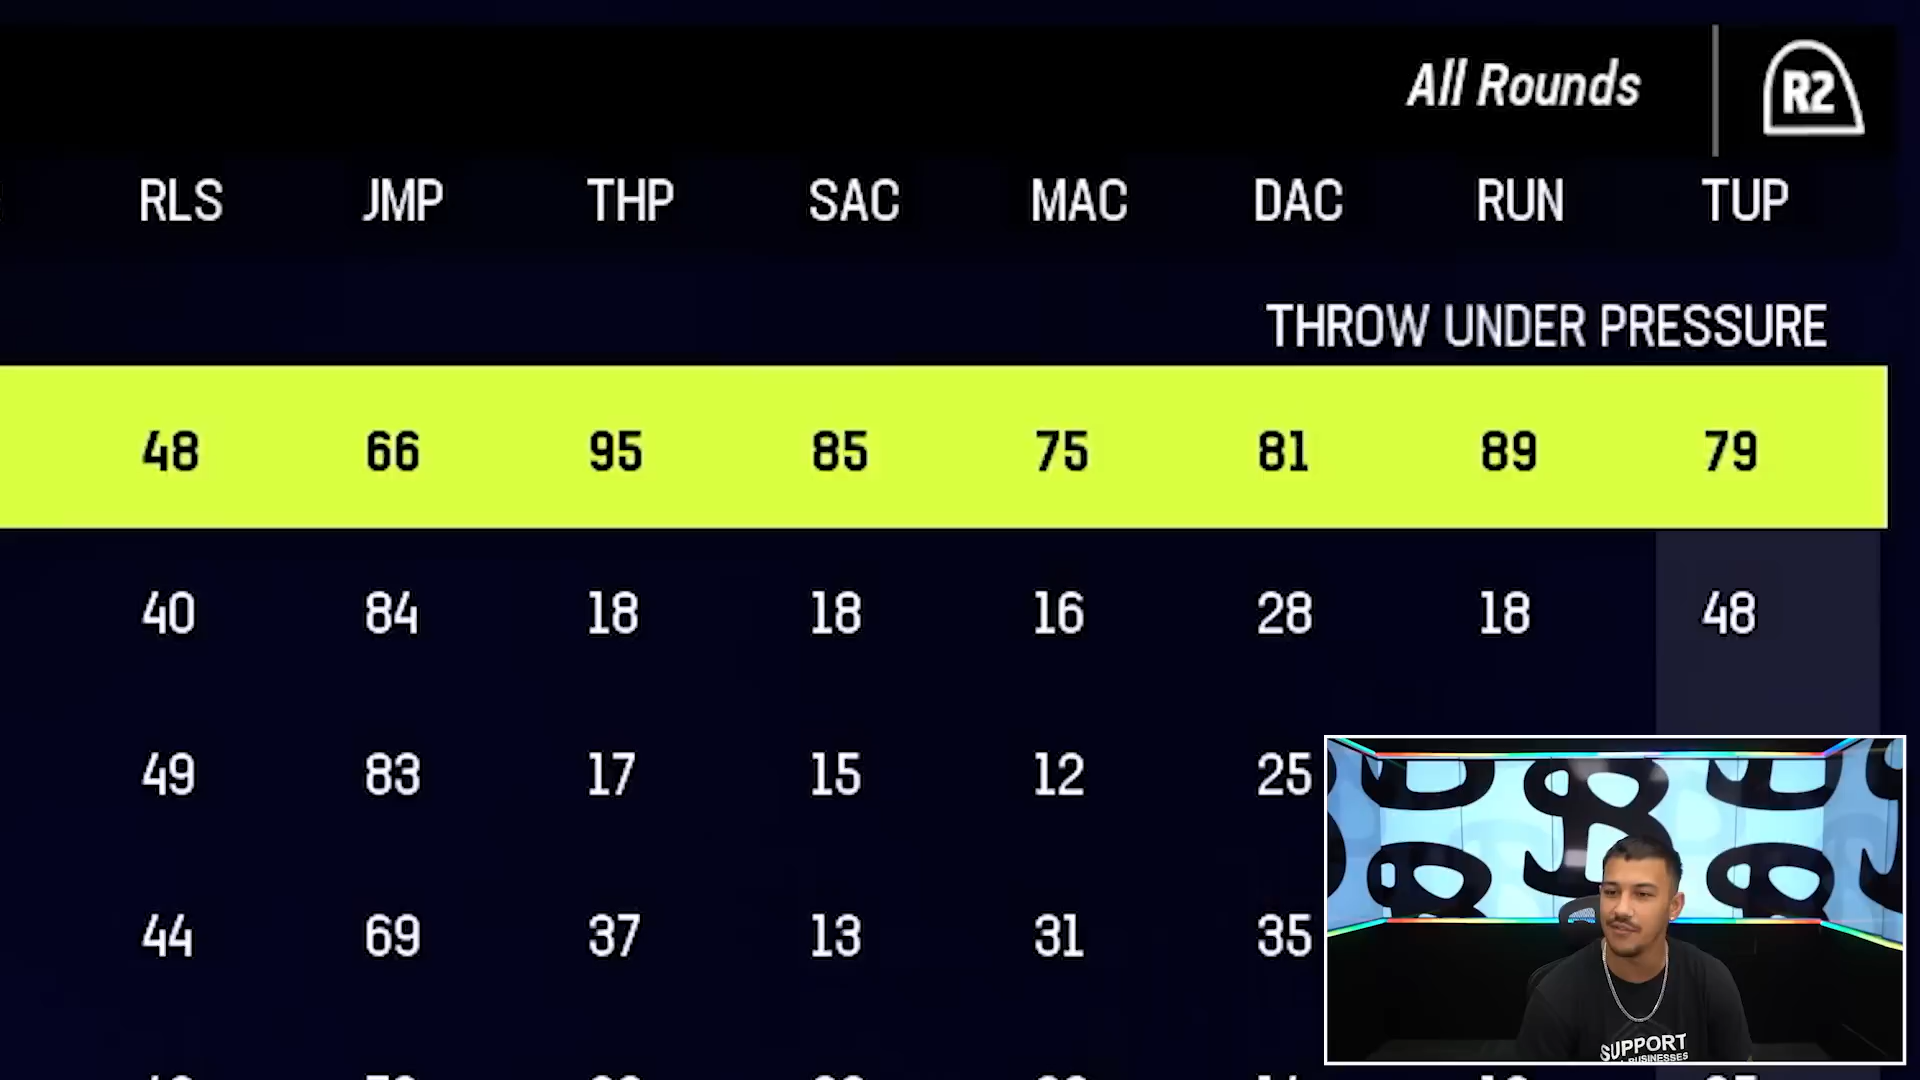 All Rounds R2
RLS JMP THP SAC MAC DAC RUN TUP
THROW UNDER PRESSURE
48 66 95 85 75 81 89 79
40 84 18 18 16 28 18 48
49 83 17 15 12 25
44 69 37 13 31 35
SUPPORT
BUSINESSES